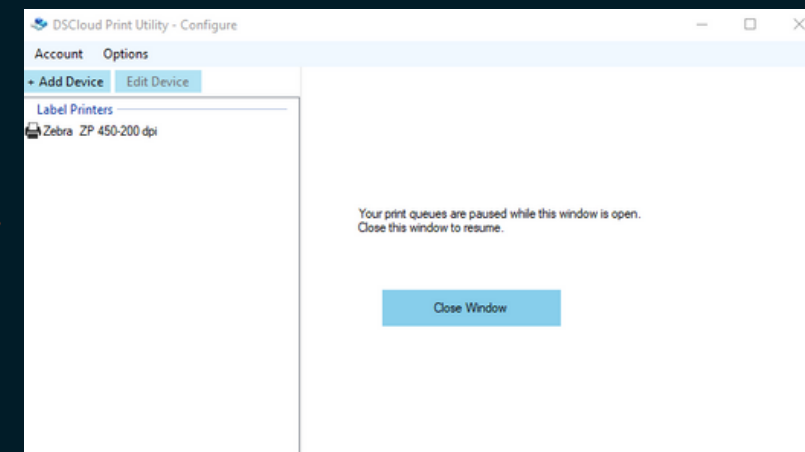 DSCloud Print Utility - Configure
Account Options
+ Add Device Edit Device
Label Printers
Zebra ZP 450-200 dpi
Your print queues are paused while this window is open.
Close this window to resume.
Close Window